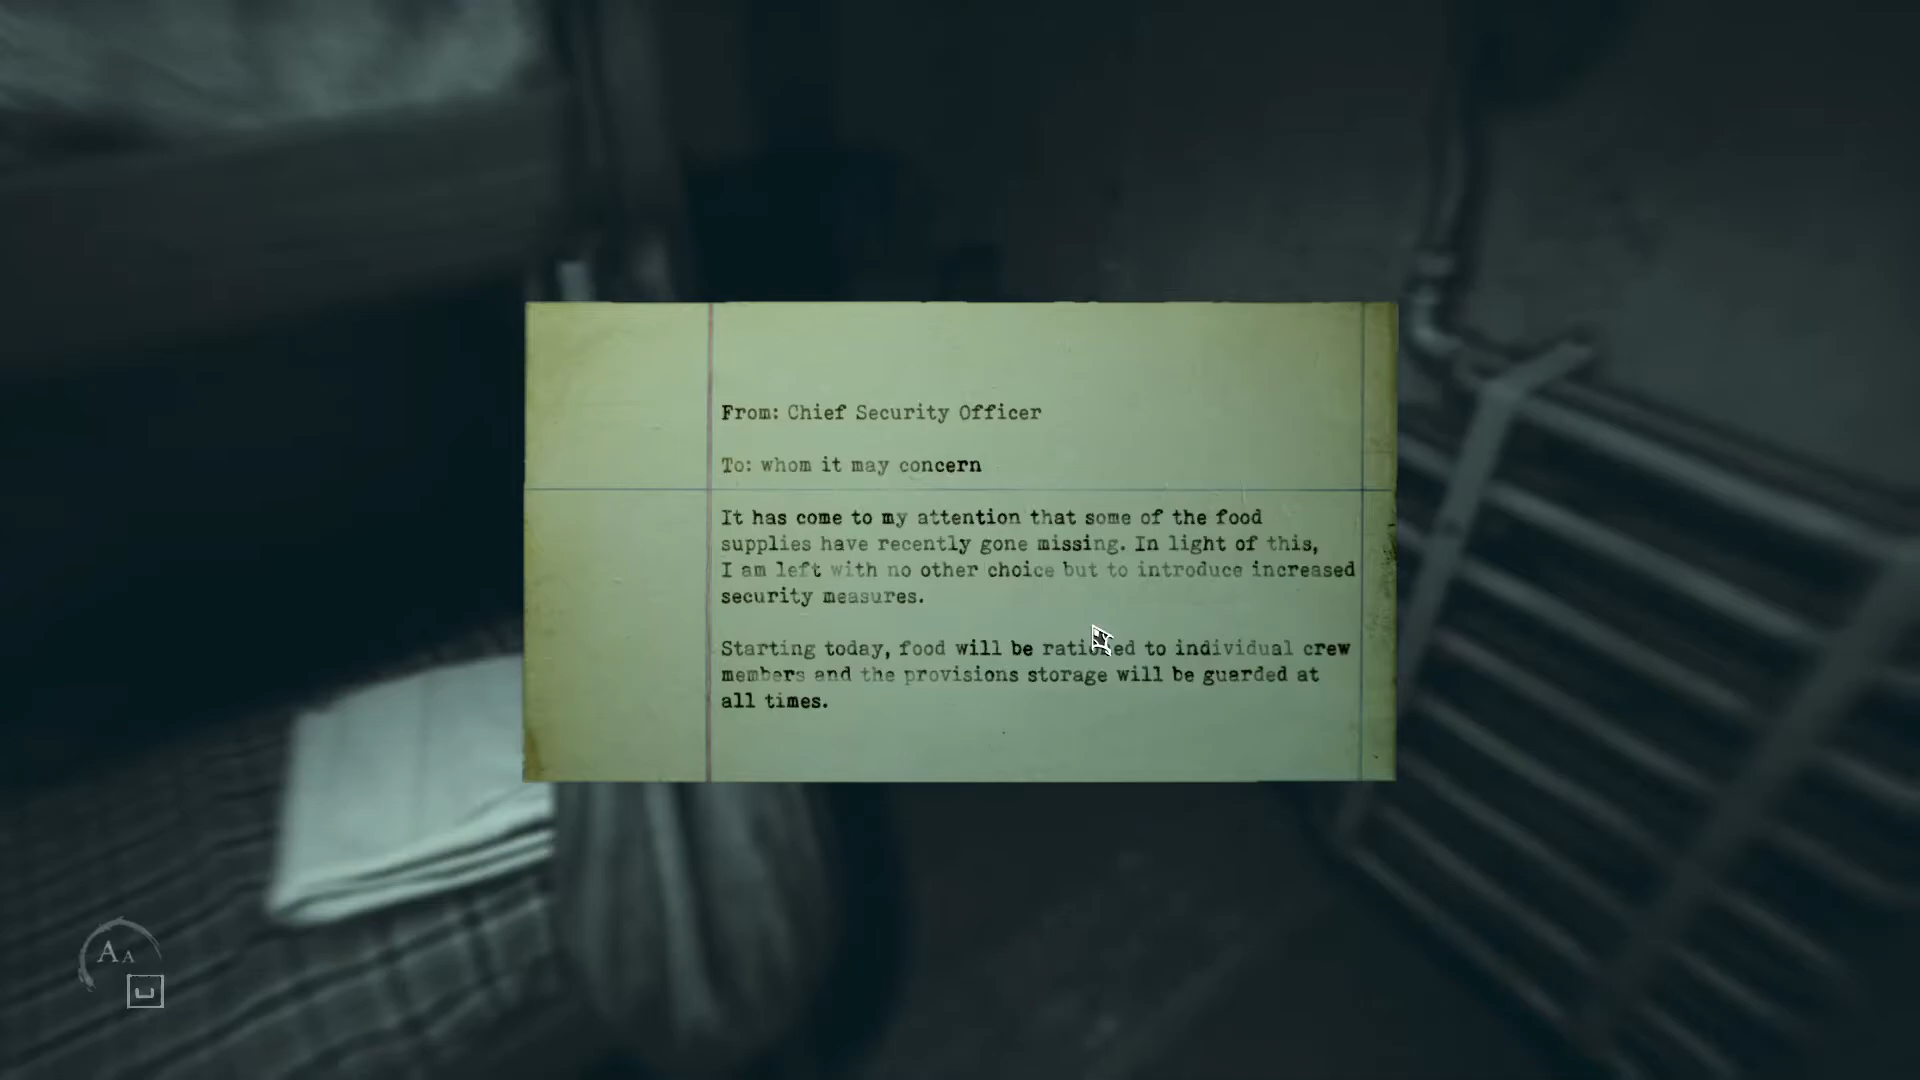 From: Chief Security Officer
To: whom it may concern
It has come to my attention that some of the food
supplies have recently gone missing. In light of this,
I am left with no other choice but to introduce increased
security measures.
Starting today, food will be rationed to individual crew
members and the provisions storage will be guarded at
all times.
AA